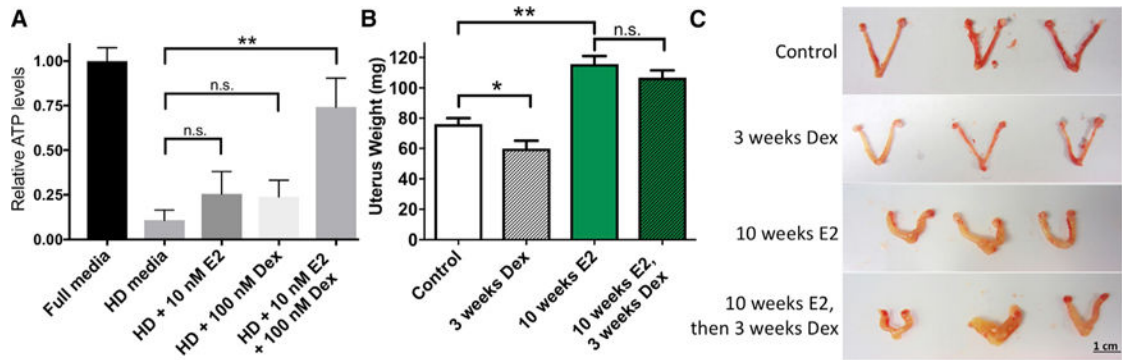 A
Relative ATP levels
1.00
0.75
0.50
0.25
0.00
**
n.s.
n.s.
Full media
HD media
HD + 10 nM E2
HD + 100 nM Dex
HD + 10 nM E2
+ 100 nM Dex
B
Uterus Weight (mg)
120
100
80
60
40
20
0
**
n.s.
*
Control
3 weeks Dex
10 weeks E2
10 weeks E2,
3 weeks Dex
C
Control
3 weeks Dex
10 weeks E2
10 weeks E2,
then 3 weeks Dex
1 cm